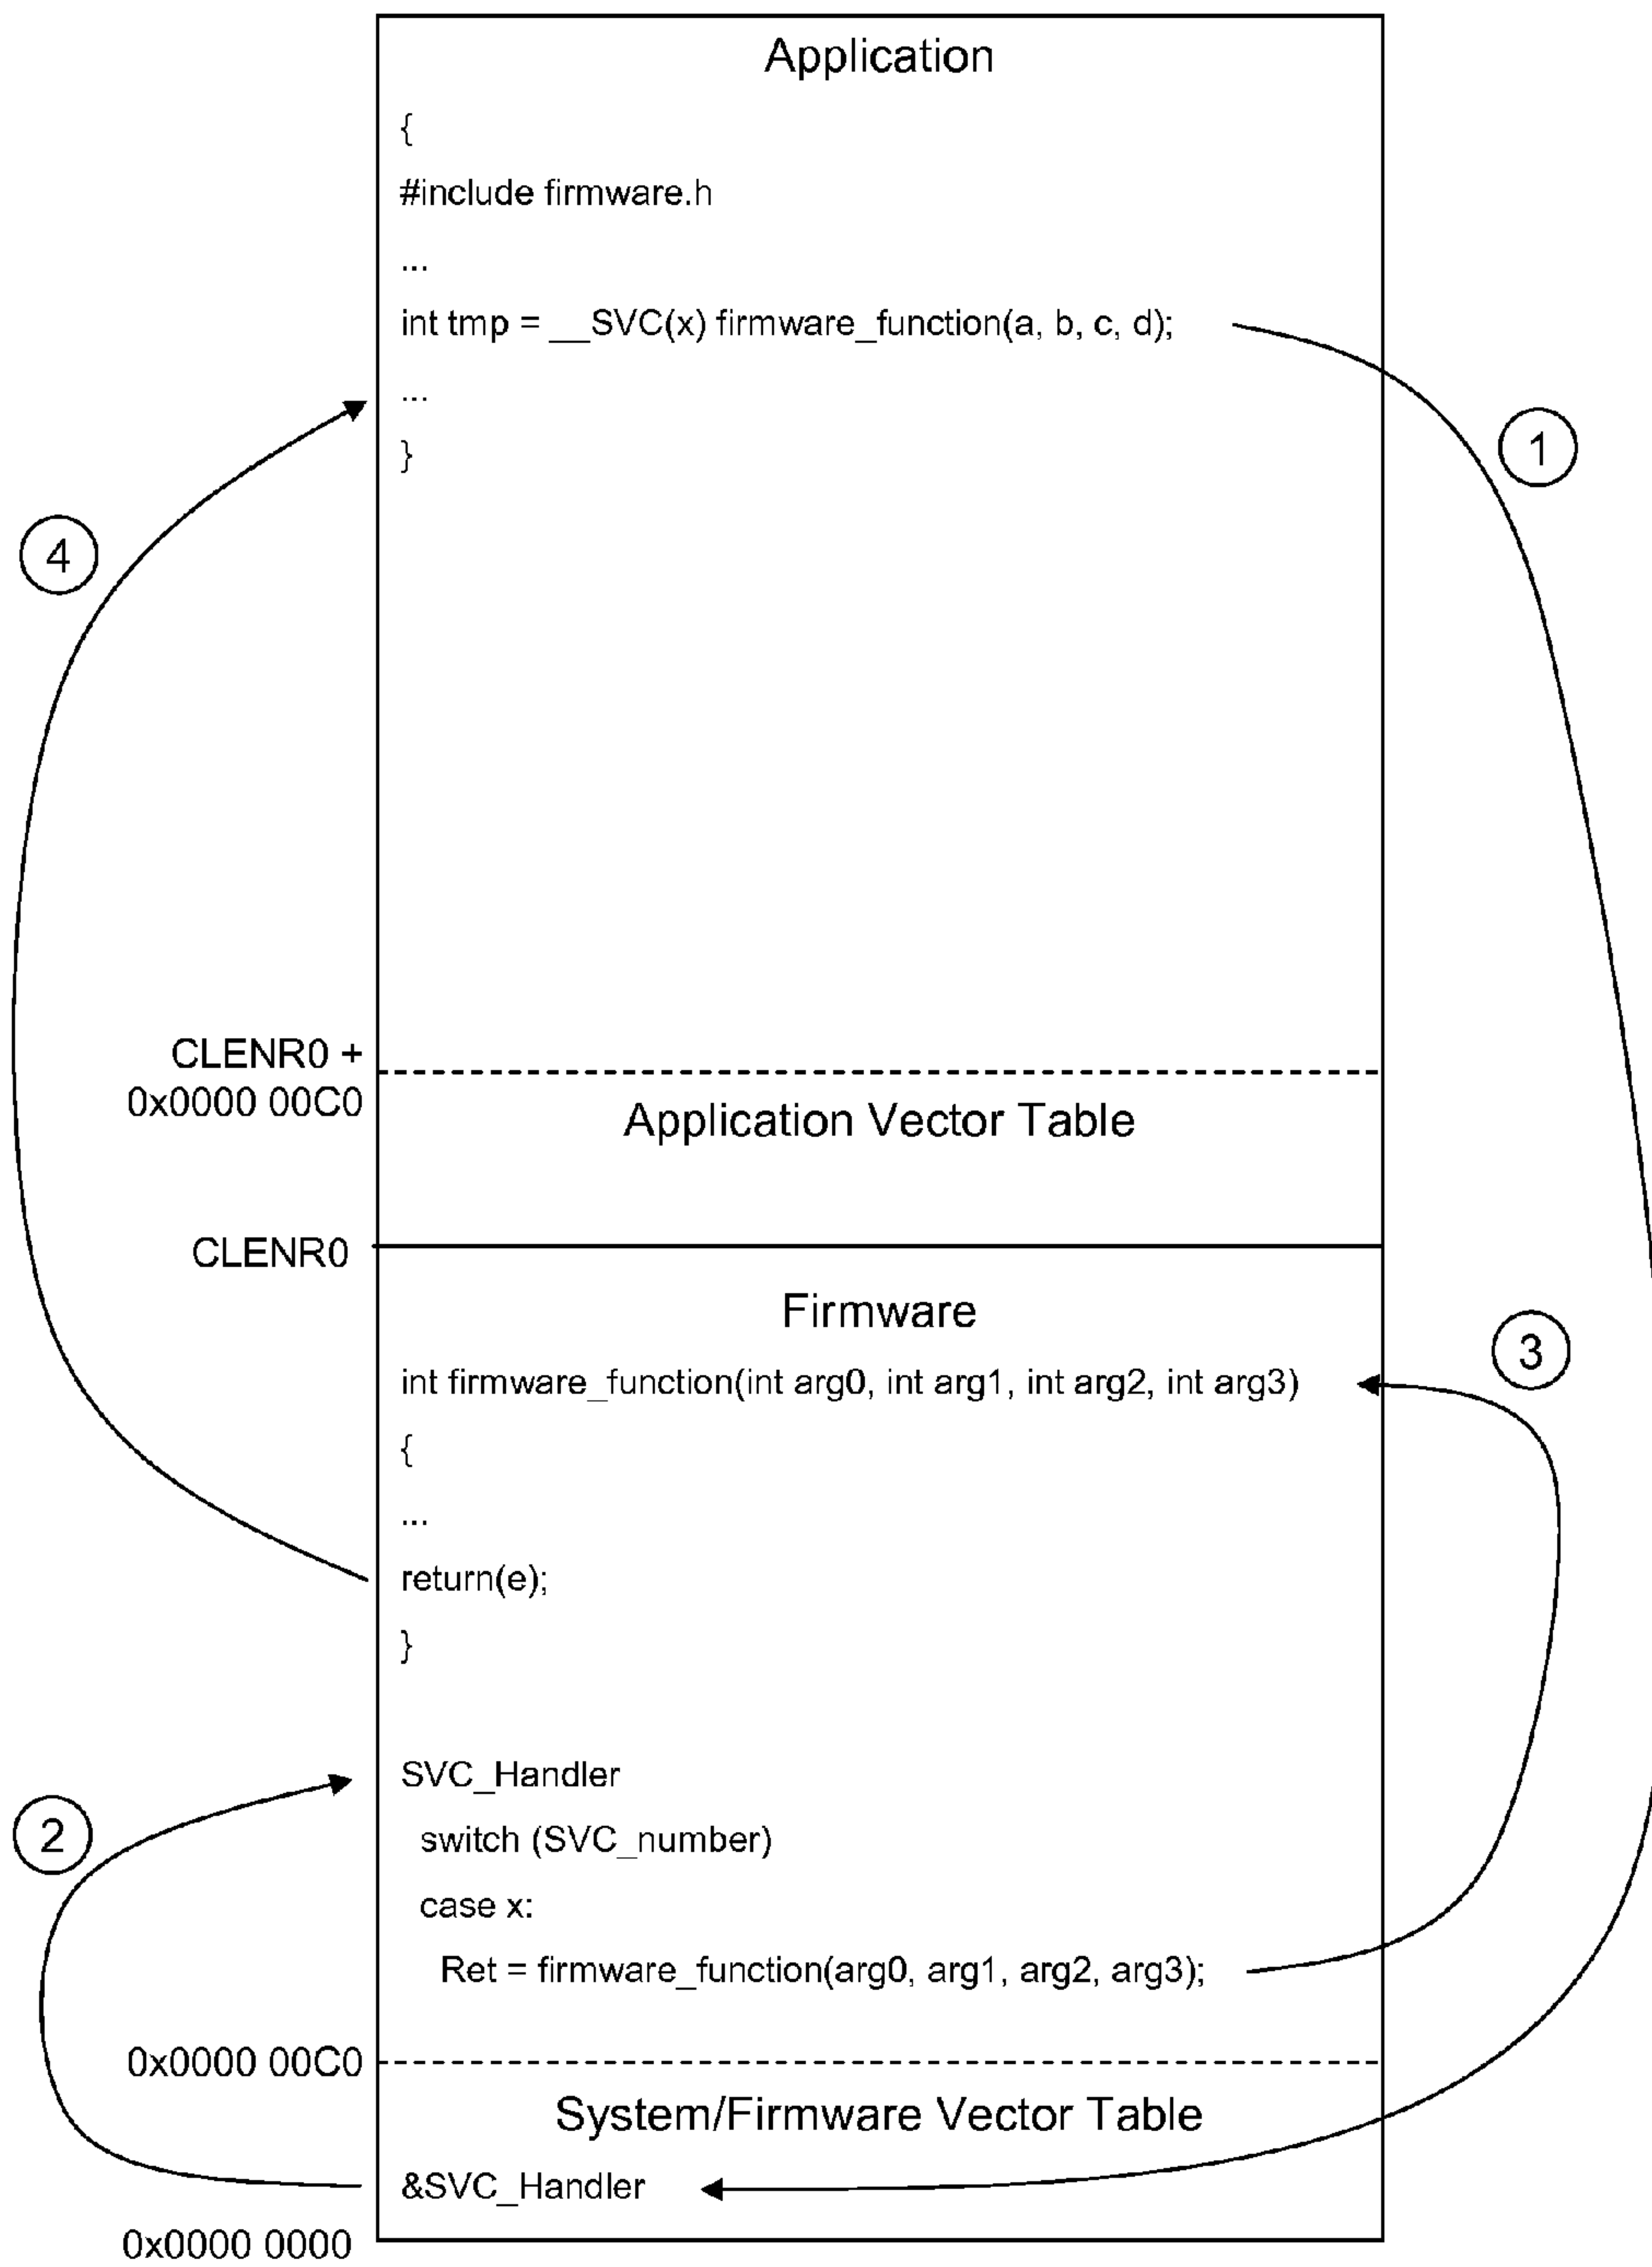 Application
{
#include firmware.h
...
int tmp = __SVC(x) firmware_function(a, b, c, d);
...
}
1
4
CLENR0 +
0x0000 00C0
Application Vector Table
CLENR0
Firmware
3
int firmware_function(int arg0, int arg1, int arg2, int arg3)
{
...
return(e);
}
SVC_Handler
2
switch (SVC_number)
case x:
Ret = firmware_function(arg0, arg1, arg2, arg3);
0x0000 00C0
System/Firmware Vector Table
&SVC_Handler
0x0000 0000